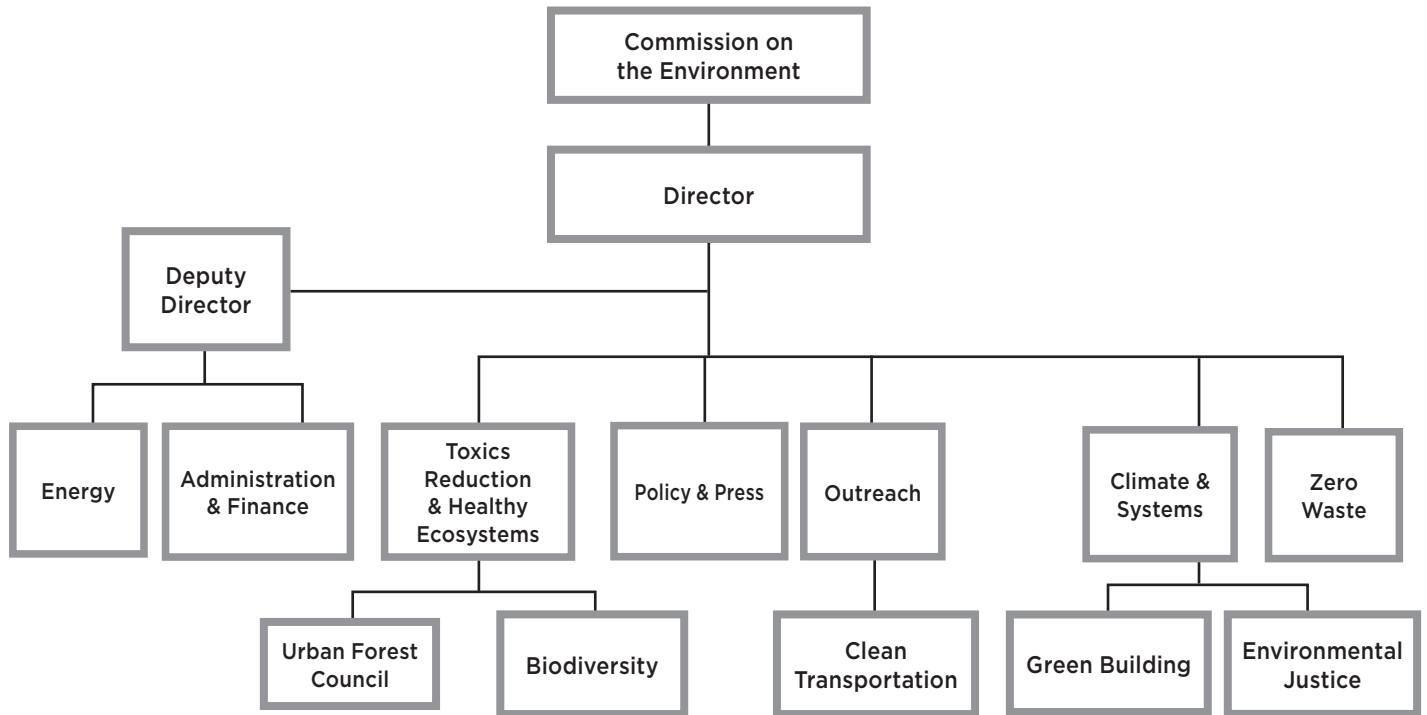 Commission on
the Environment
Director
Deputy
Director
Energy
Administration
& Finance
Toxics
Reduction
& Healthy
Ecosystems
Policy & Press
Outreach
Climate &
Systems
Zero
Waste
Urban Forest
Council
Biodiversity
Clean
Transportation
Green Building
Environmental
Justice